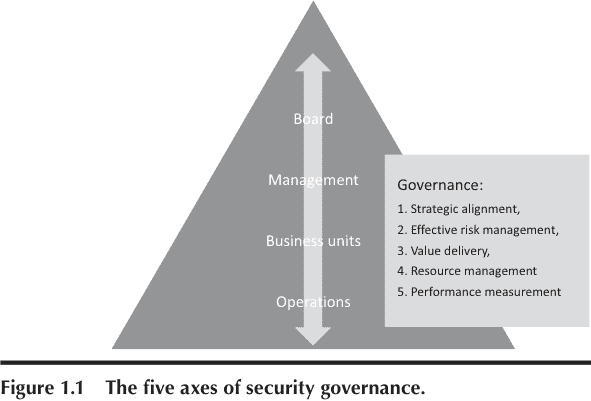 Board
Management
Business units
Operations
Governance:
1. Strategic alignment,
2. Effective risk management,
3. Value delivery,
4. Resource management
5. Performance measurement
Figure 1.1 The five axes of security governance.